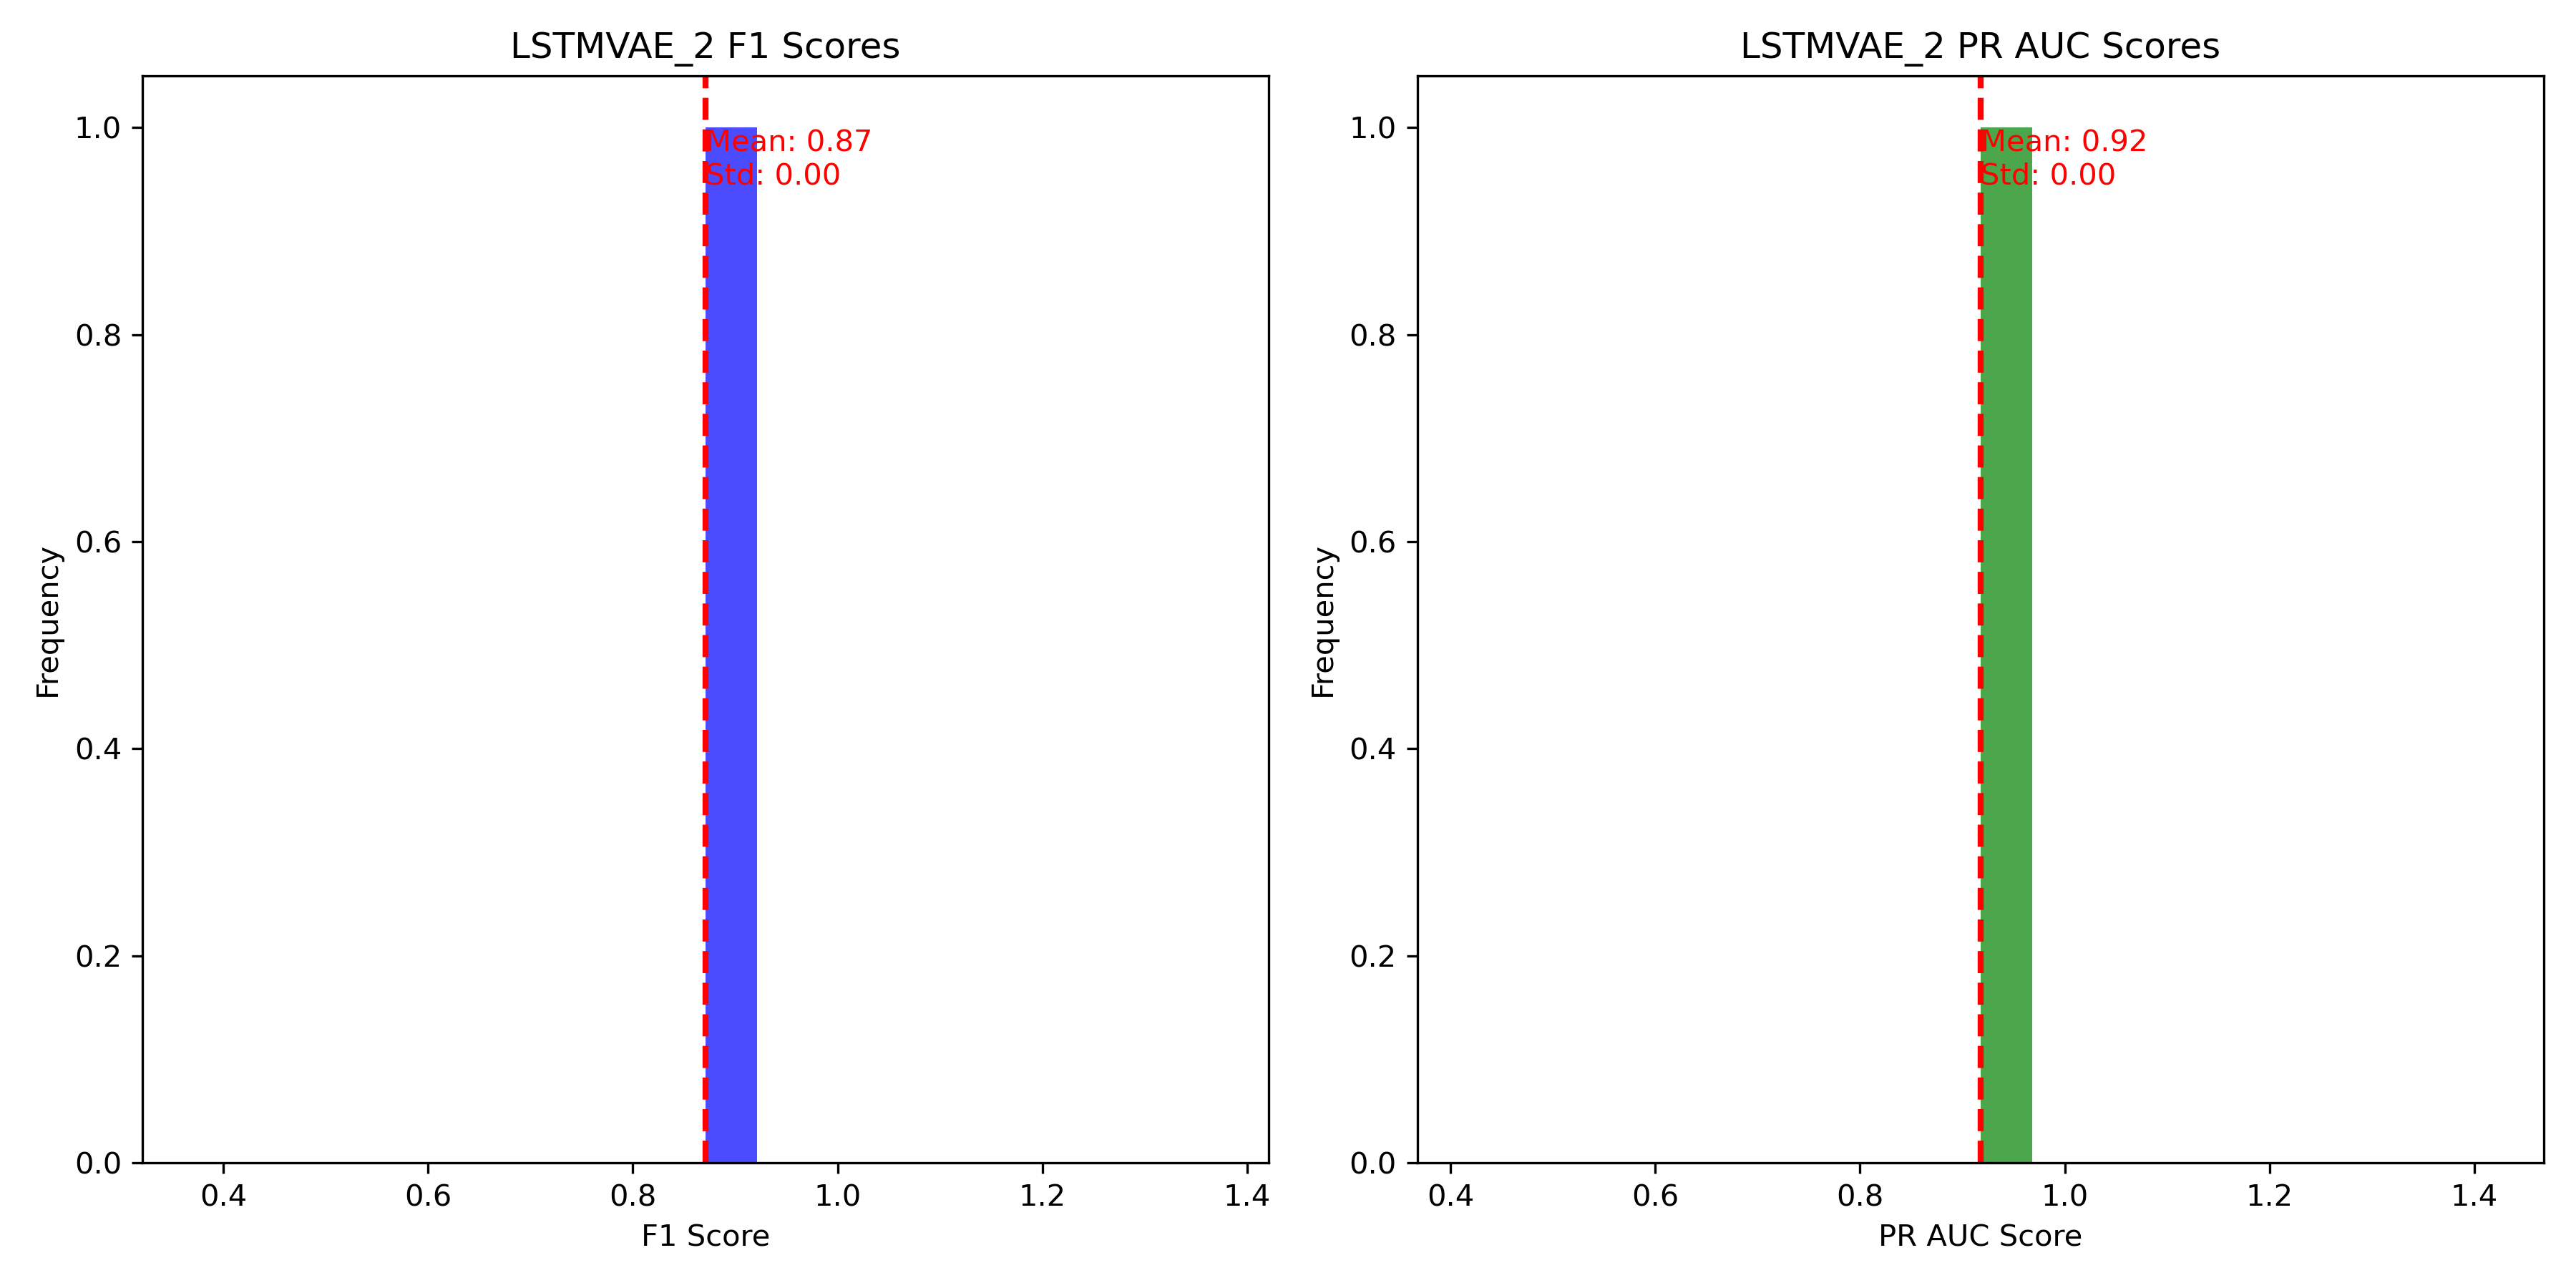 LSTMVAE_2 F1 Scores
1.0
0.8
0.6
0.4
0.2
0.0
Frequency
Mean: 0.87
Std: 0.00
0.4 0.6 0.8 1.0 1.2 1.4
F1 Score
LSTMVAE_2 PR AUC Scores
1.0
0.8
0.6
0.4
0.2
0.0
Frequency
Mean: 0.92
Std: 0.00
0.4 0.6 0.8 1.0 1.2 1.4
PR AUC Score